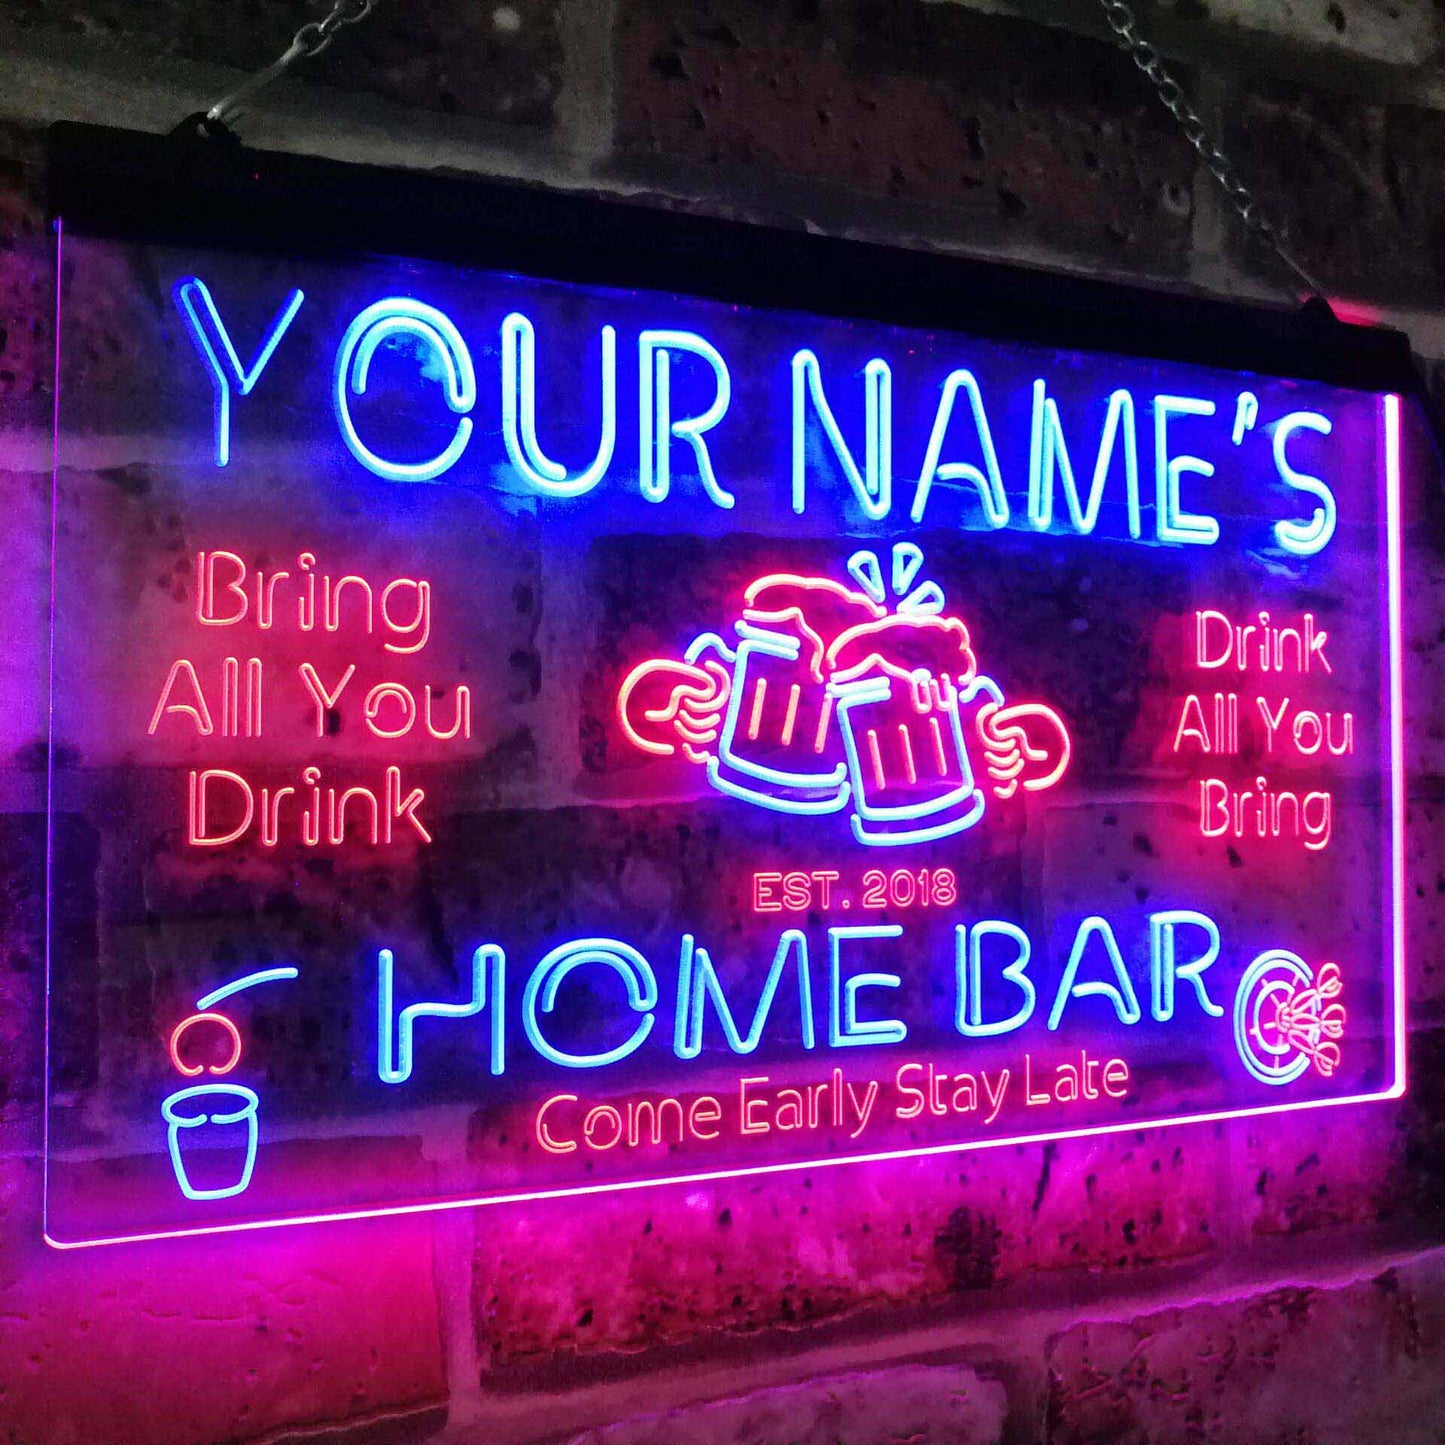 YOUR NAME'S
Bring
All You
Drink
Drink
All You
Bring
EST. 2018
HOME BAR
Come Early Stay Late